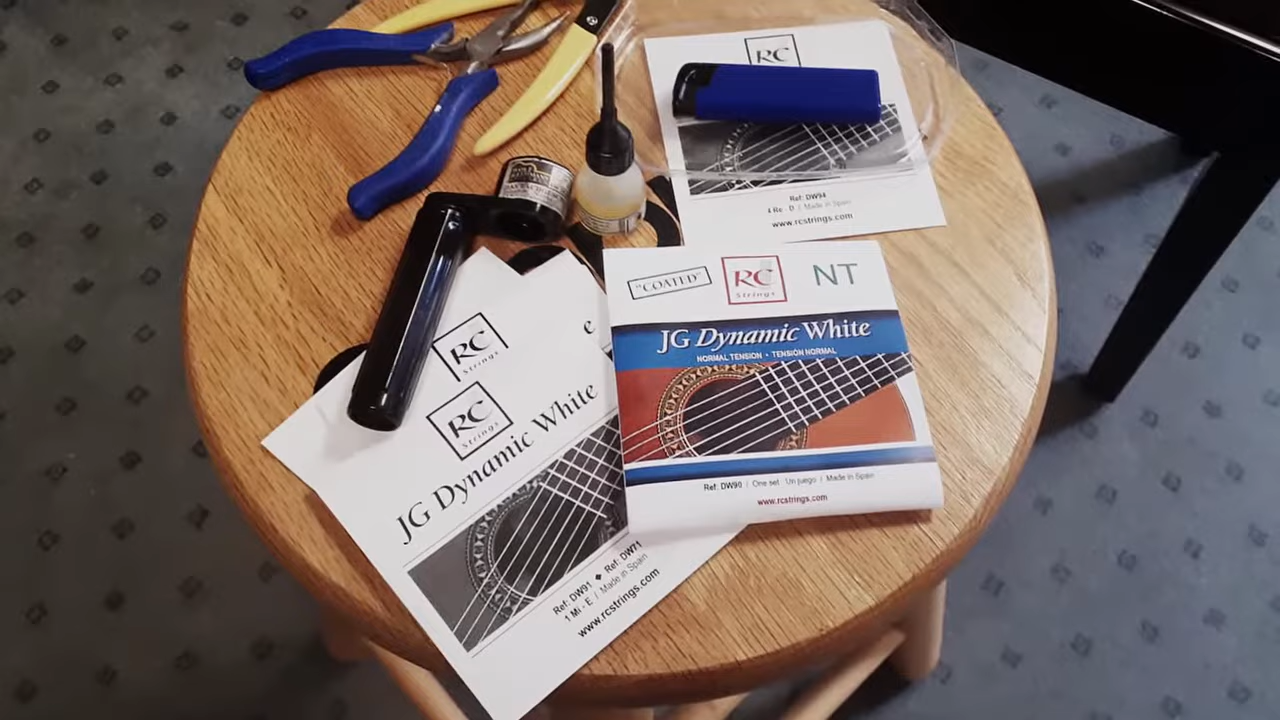 RC
Ref: DW94
4 Re - D / Made in Spain
www.rcstrings.com
"COATED"
RC
Strings
NT
JG Dynamic White
NORMAL TENSION • TENSIÓN NORMAL
Ref: DW90 / One set · Un juego / Made in Spain
www.rcstrings.com
RC
Strings
e
RC
Strings
JG Dynamic White
Ref: DW91 ◆ Ref: DW71
1 Mi - E / Made in Spain
www.rcstrings.com